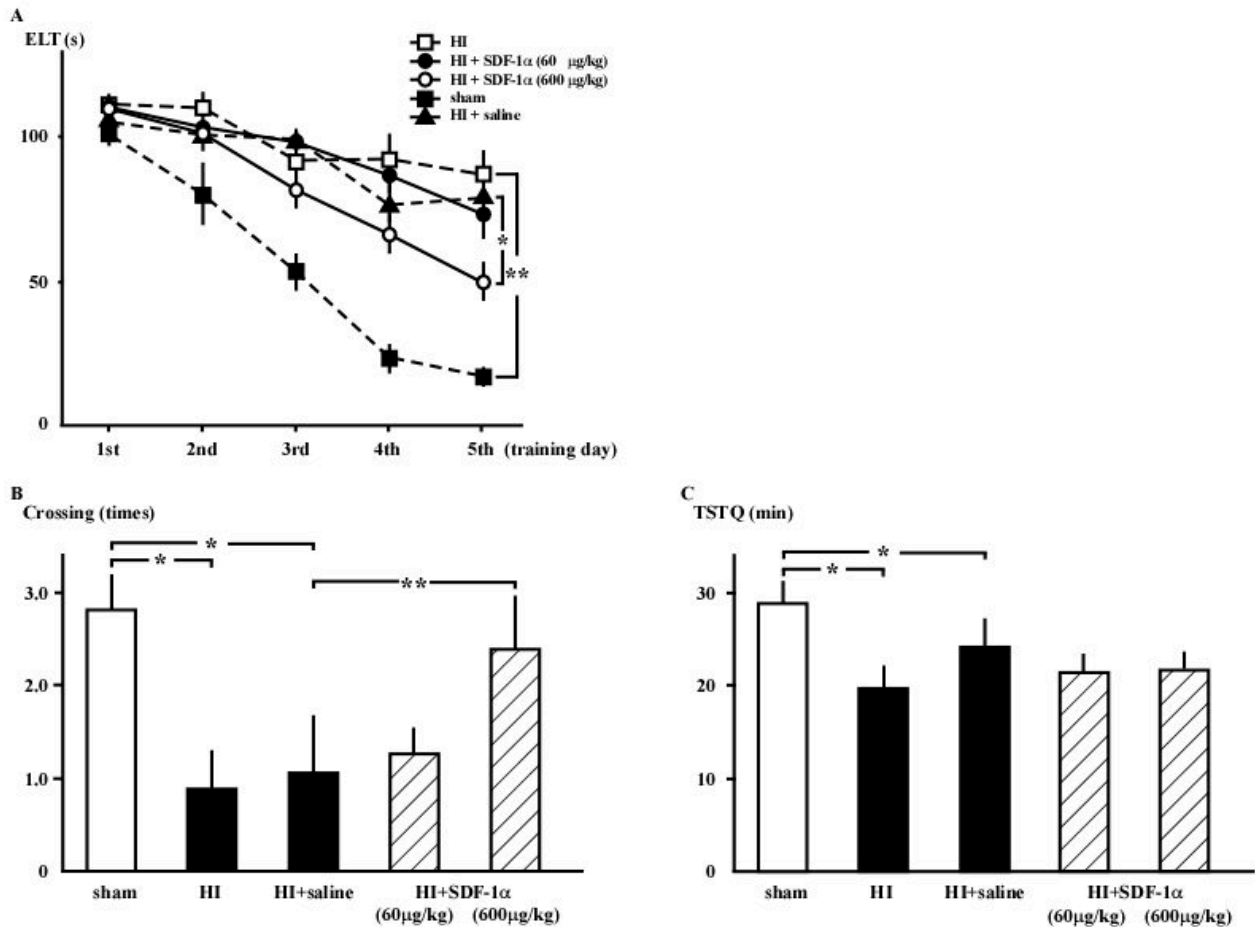 A
ELT (s)
HI
HI + SDF-1α (60 μg/kg)
HI + SDF-1α (600 μg/kg)
sham
HI + saline
100
50
0
*
**
1st 2nd 3rd 4th 5th (training day)
B
Crossing (times)
*
*
**
3.0
2.0
1.0
0
sham HI HI+saline HI+SDF-1α
(60μg/kg) (600μg/kg)
C
TSTQ (min)
*
*
30
20
10
0
sham HI HI+saline HI+SDF-1α
(60μg/kg) (600μg/kg)